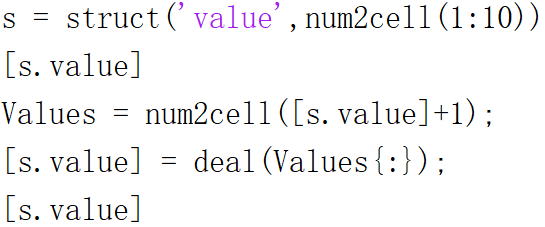 s = struct('value',num2cell(1:10))
[s.value]
Values = num2cell([s.value]+1);
[s.value] = deal(Values{:});
[s.value]